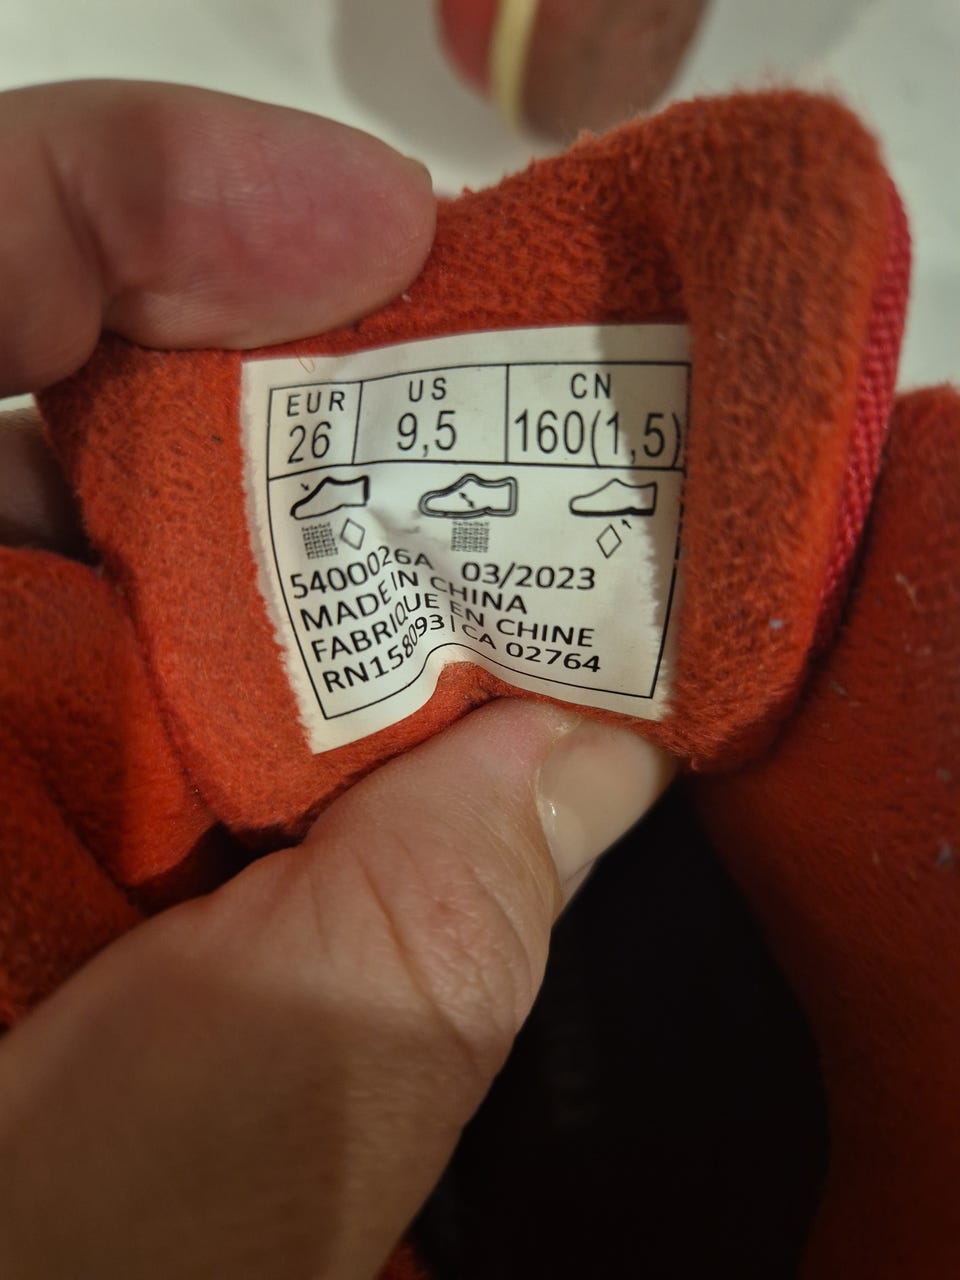 EUR US CN
26 9,5 160(1,5)
5400026A 03/2023
MADE IN CHINA
FABRIQUE EN CHINE
RN158093 | CA 02764